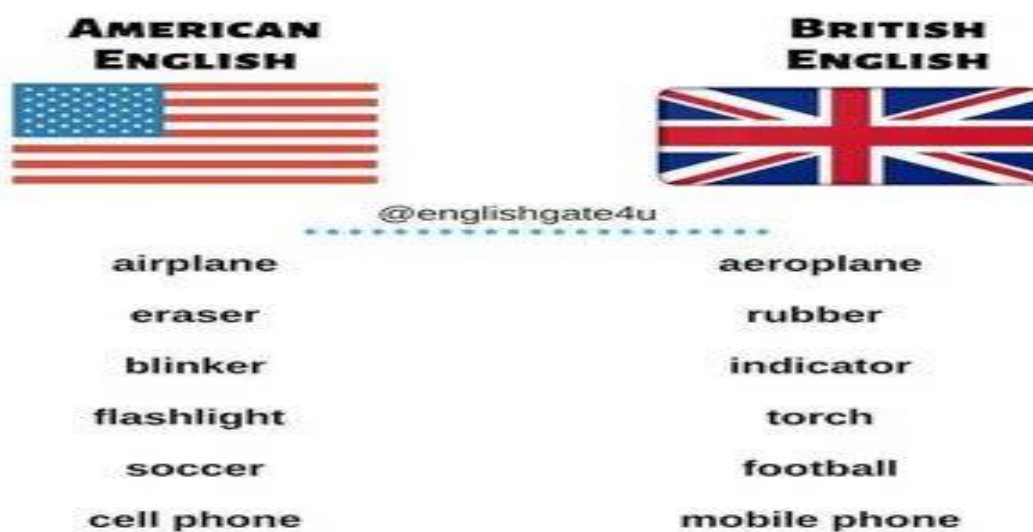 AMERICAN ENGLISH
BRITISH ENGLISH
@englishgate4u
airplane aeroplane
eraser rubber
blinker indicator
flashlight torch
soccer football
cell phone mobile phone